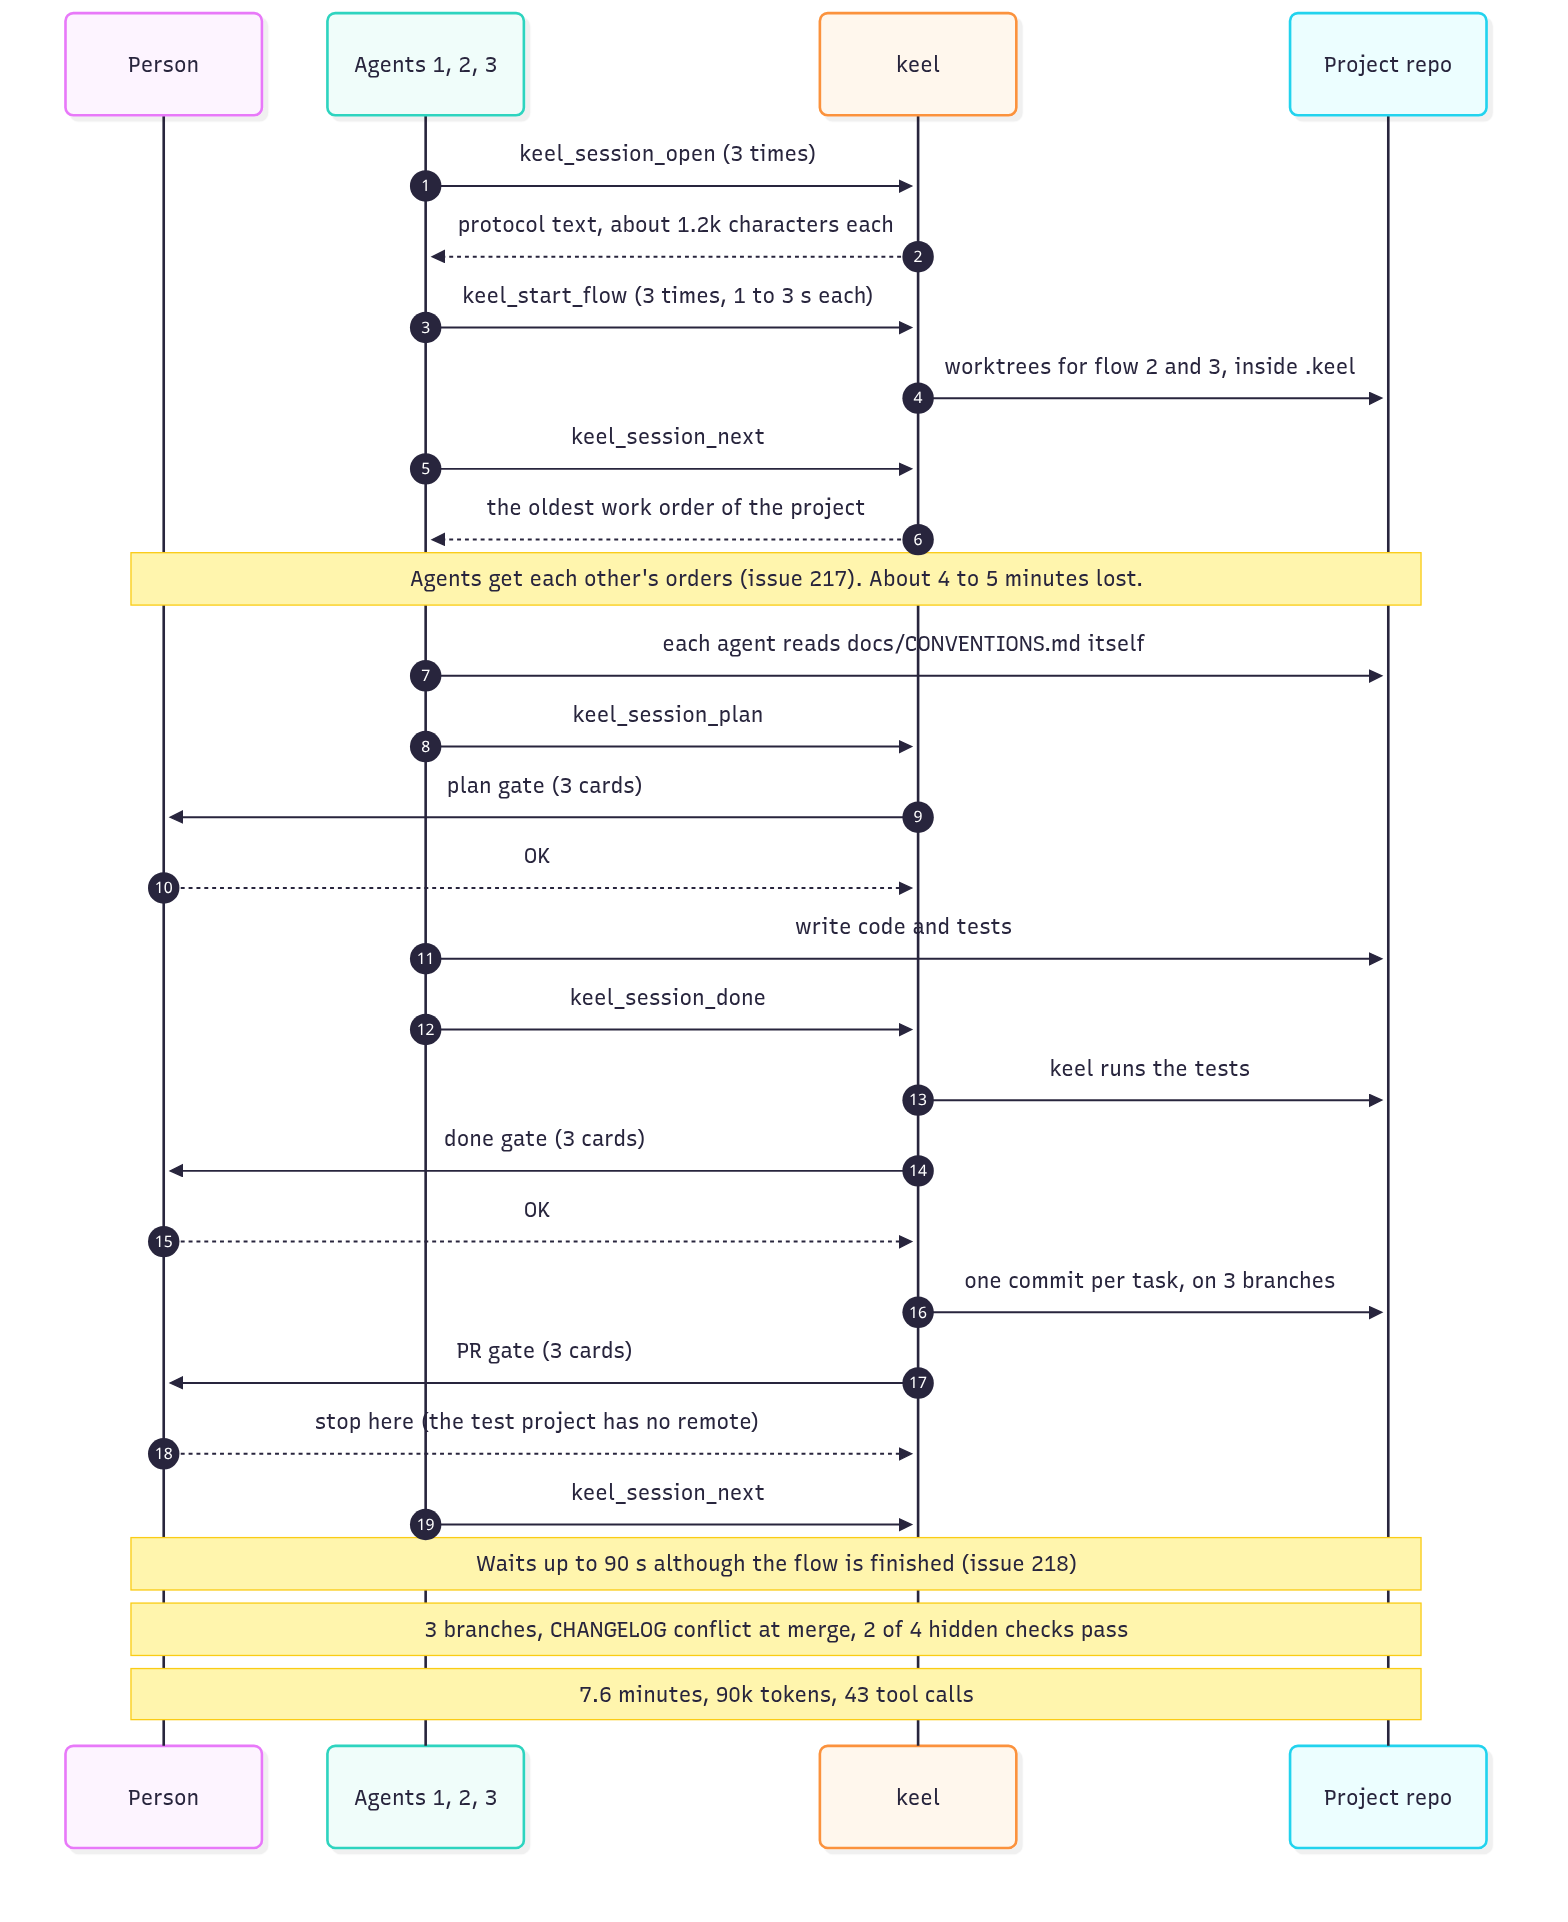 Person
Agents 1, 2, 3
keel
Project repo
keel_session_open (3 times)
1
protocol text, about 1.2k characters each
2
keel_start_flow (3 times, 1 to 3 s each)
3
worktrees for flow 2 and 3, inside .keel
4
keel_session_next
5
the oldest work order of the project
6
Agents get each other's orders (issue 217). About 4 to 5 minutes lost.
each agent reads docs/CONVENTIONS.md itself
7
keel_session_plan
8
plan gate (3 cards)
9
OK
10
write code and tests
11
keel_session_done
12
keel runs the tests
13
done gate (3 cards)
14
OK
15
one commit per task, on 3 branches
16
PR gate (3 cards)
17
stop here (the test project has no remote)
18
keel_session_next
19
Waits up to 90 s although the flow is finished (issue 218)
3 branches, CHANGELOG conflict at merge, 2 of 4 hidden checks pass
7.6 minutes, 90k tokens, 43 tool calls
Person
Agents 1, 2, 3
keel
Project repo